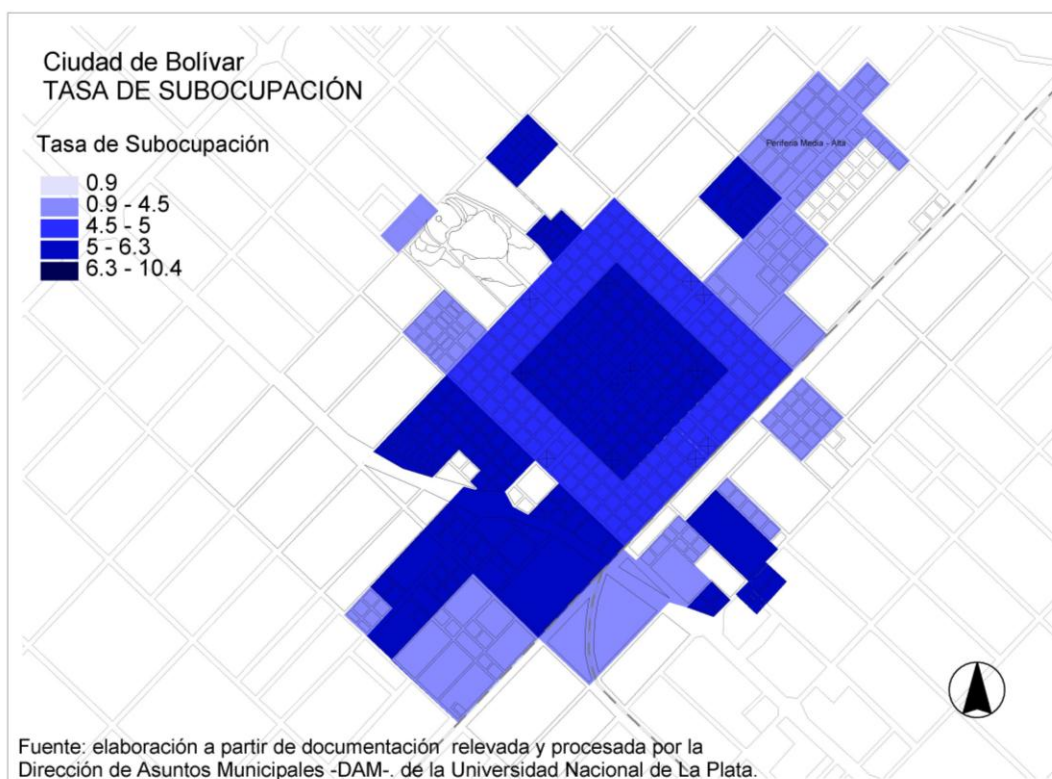 Ciudad de Bolívar
TASA DE SUBOCUPACIÓN
Tasa de Subocupación
0.9
0.9 - 4.5
4.5 - 5
5 - 6.3
6.3 - 10.4
Periferia Media - Alta
Fuente: elaboración a partir de documentación relevada y procesada por la
Dirección de Asuntos Municipales -DAM-. de la Universidad Nacional de La Plata.